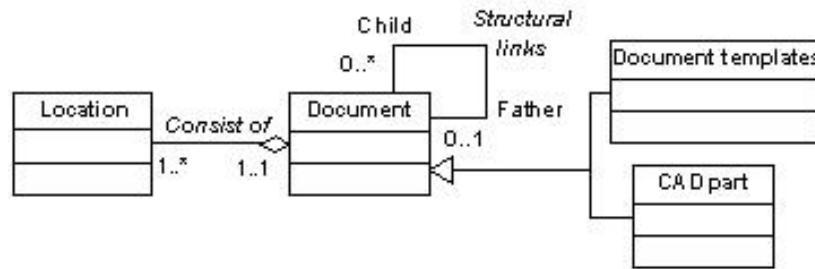 Child
Structural
links
0..*
Document templates
Location
Consist of
Document
Father
1..*
1..1
0..1
CAD part